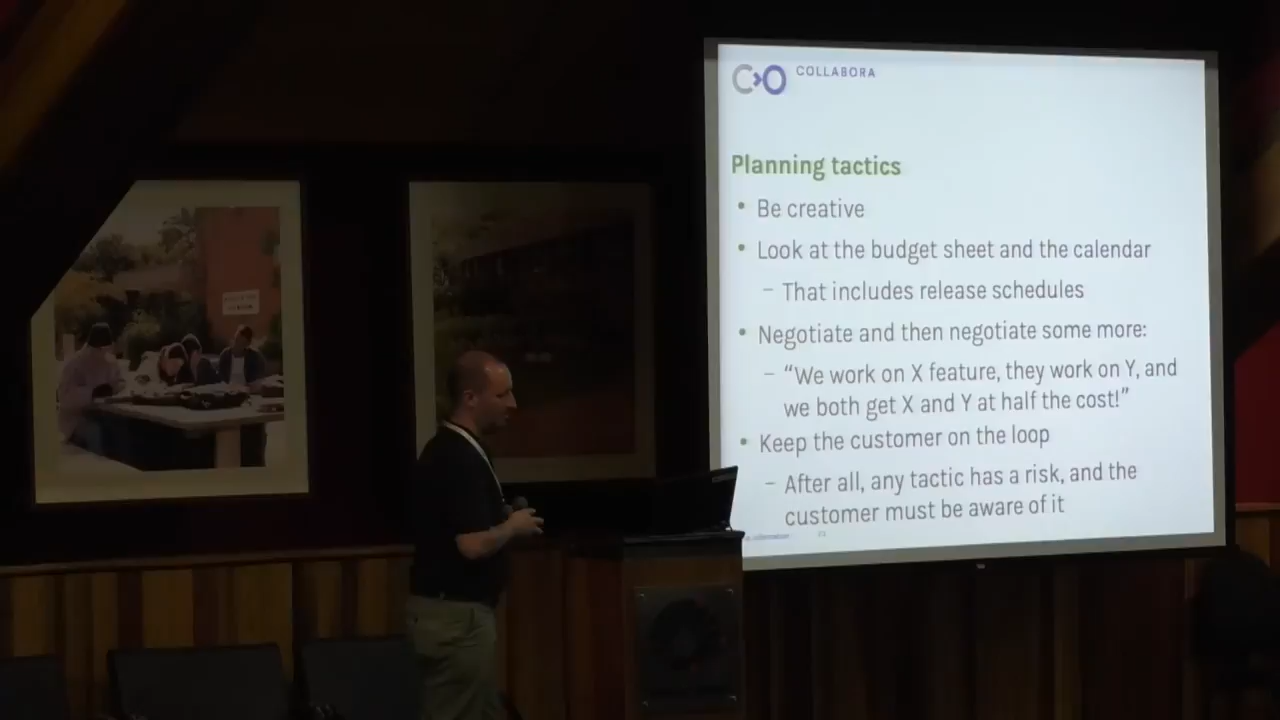 COLLABORA
Planning tactics
• Be creative
• Look at the budget sheet and the calendar
– That includes release schedules
• Negotiate and then negotiate some more:
– “We work on X feature, they work on Y, and
we both get X and Y at half the cost!”
• Keep the customer on the loop
– After all, any tactic has a risk, and the
customer must be aware of it